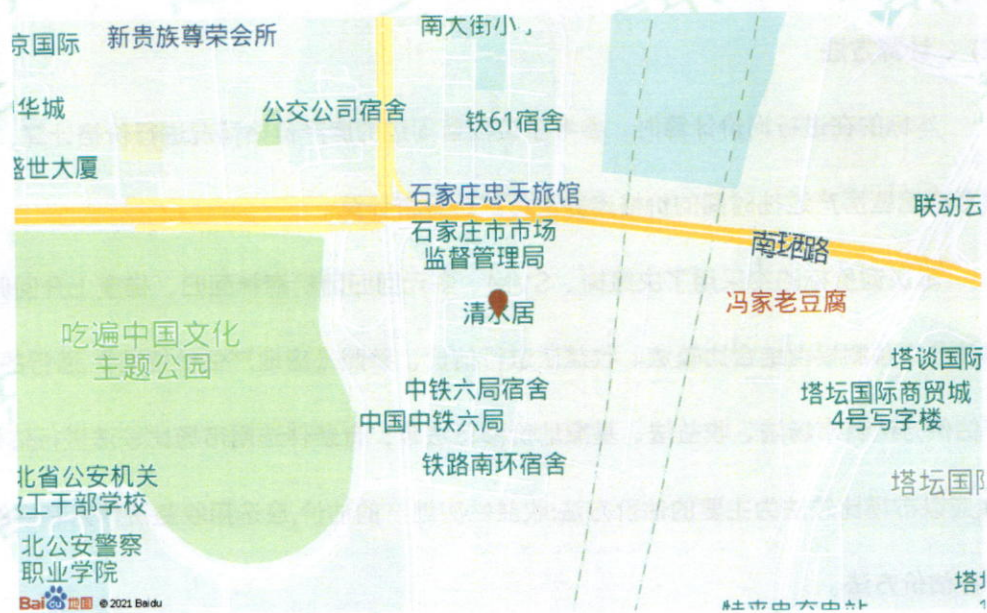 京国际
新贵族尊荣会所
南大街小
华城
公交公司宿舍
铁61宿舍
盛世大厦
石家庄忠天旅馆
联动云
石家庄市市场
监督管理局
清水居
冯家老豆腐
吃遍中国文化
主题公园
塔谈国际
中铁六局宿舍
塔坛国际商贸城
4号写字楼
中国中铁六局
铁路南环宿舍
北省公安机关
工干部学校
塔坛国际
北公安警察
职业学院
Bai地图 © 2021 Baidu